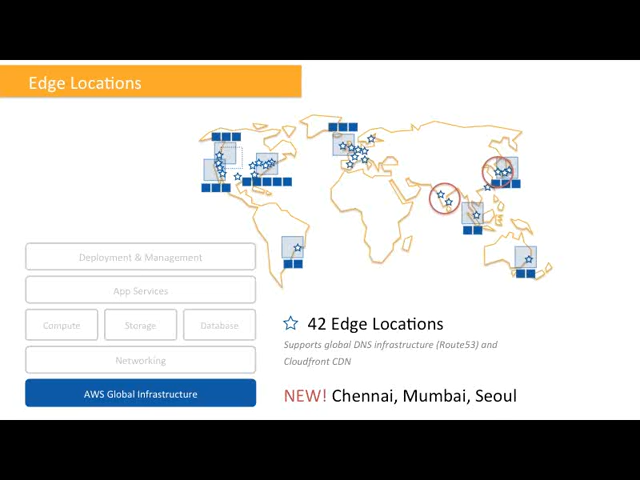 Edge Locations
Deployment & Management
App Services
Compute
Storage
Database
Networking
AWS Global Infrastructure
42 Edge Locations
Supports global DNS infrastructure (Route53) and
Cloudfront CDN
NEW! Chennai, Mumbai, Seoul